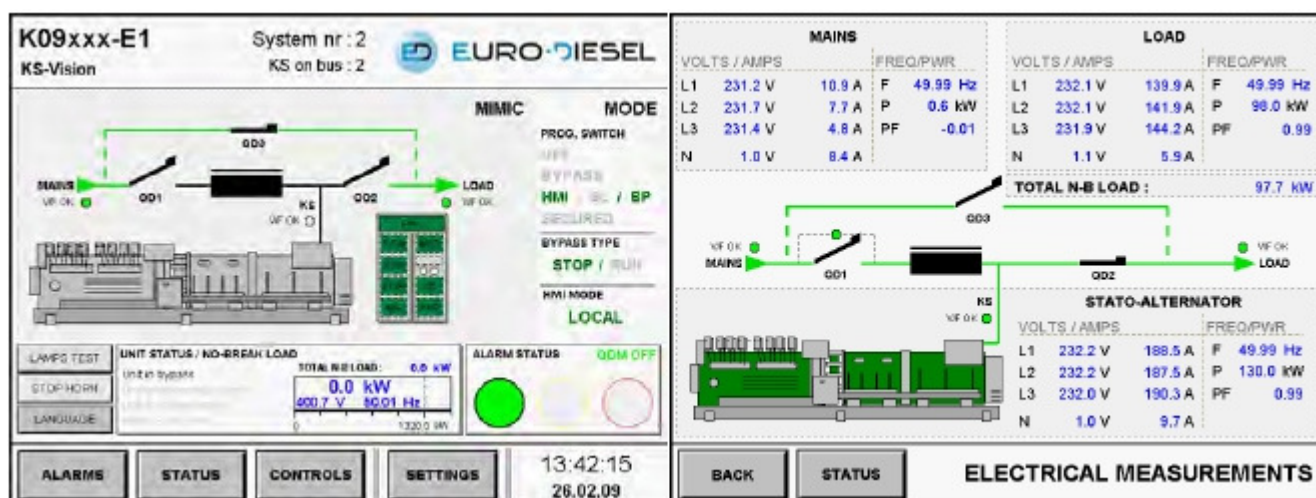 K09xxx-E1
KS-Vision
System nr : 2
KS on bus : 2
EURO-DIESEL
MIMIC
MODE
PROG. SWITCH
OFF
BYPASS
HMI / BP
SECURED
BYPASS TYPE
STOP / RUN
HMI MODE
LOCAL
QD3
MAINS
V/F OK
QD1
QD2
LOAD
V/F OK
KS
V/F OK
LAMPS TEST
STOP HORN
LANGUAGE
UNIT STATUS / NO-BREAK LOAD
Unit in bypass
TOTAL N-B LOAD : 0.0 kW
0.0 kW
400.7 V 50.01 Hz
0 1320.0 kW
ALARM STATUS
QDM OFF
ALARMS
STATUS
CONTROLS
SETTINGS
13:42:15
26.02.09
MAINS
VOLTS / AMPS FREQ/PWR
L1 231.2 V 10.9 A F 49.99 Hz
L2 231.7 V 7.7 A P 0.6 kW
L3 231.4 V 4.8 A PF -0.01
N 1.0 V 8.4 A
LOAD
VOLTS / AMPS FREQ/PWR
L1 232.1 V 139.9 A F 49.99 Hz
L2 232.1 V 141.9 A P 98.0 kW
L3 231.9 V 144.2 A PF 0.99
N 1.1 V 5.9 A
TOTAL N-B LOAD : 97.7 kW
QD3
V/F OK
MAINS
QD1
QD2
V/F OK
LOAD
KS
V/F OK
STATO-ALTERNATOR
VOLTS / AMPS FREQ/PWR
L1 232.2 V 188.5 A F 49.99 Hz
L2 232.2 V 187.5 A P 130.0 kW
L3 232.0 V 190.3 A PF 0.99
N 1.0 V 9.7 A
BACK
STATUS
ELECTRICAL MEASUREMENTS